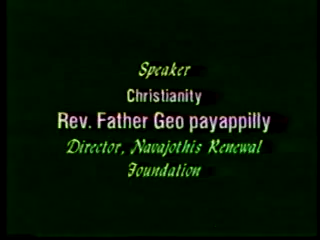 Speaker
Christianity
Rev. Father Geo payappilly
Director, Navajothis Renewal
Foundation